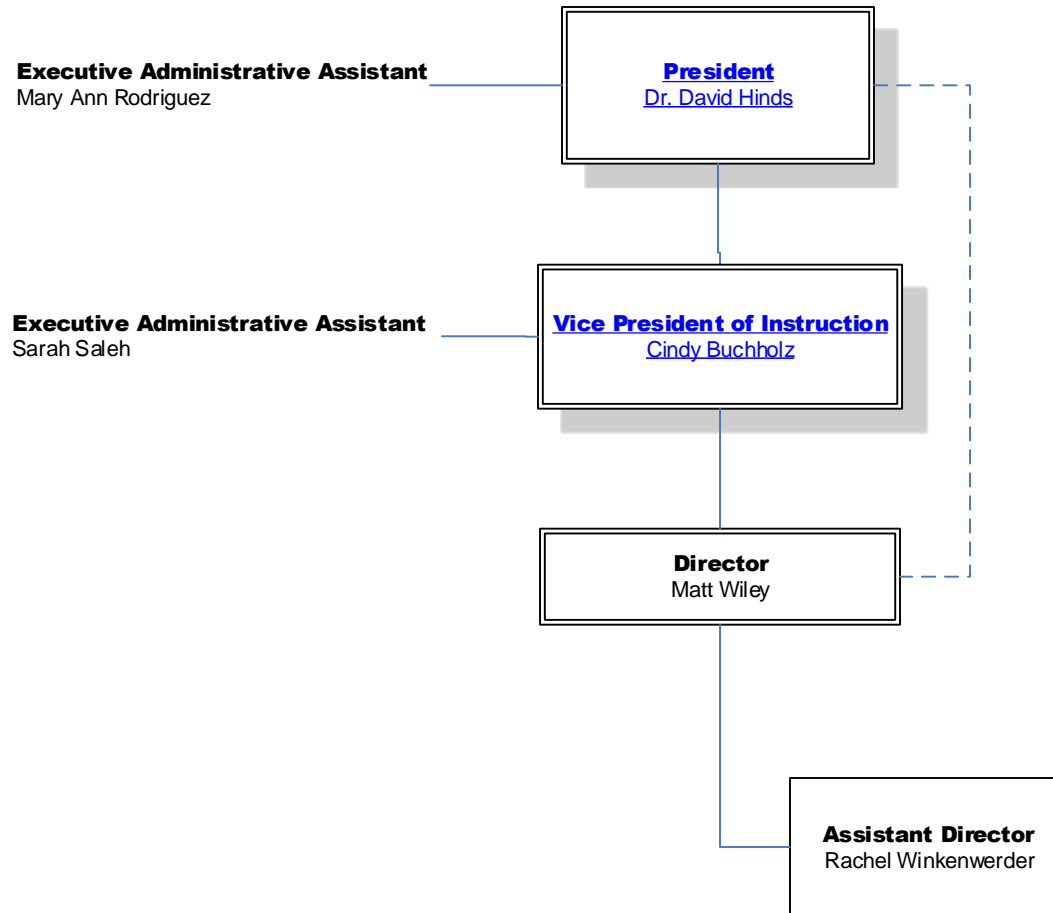 Executive Administrative Assistant
Mary Ann Rodriguez
President
Dr. David Hinds
Executive Administrative Assistant
Sarah Saleh
Vice President of Instruction
Cindy Buchholz
Director
Matt Wiley
Assistant Director
Rachel Winkenwerder